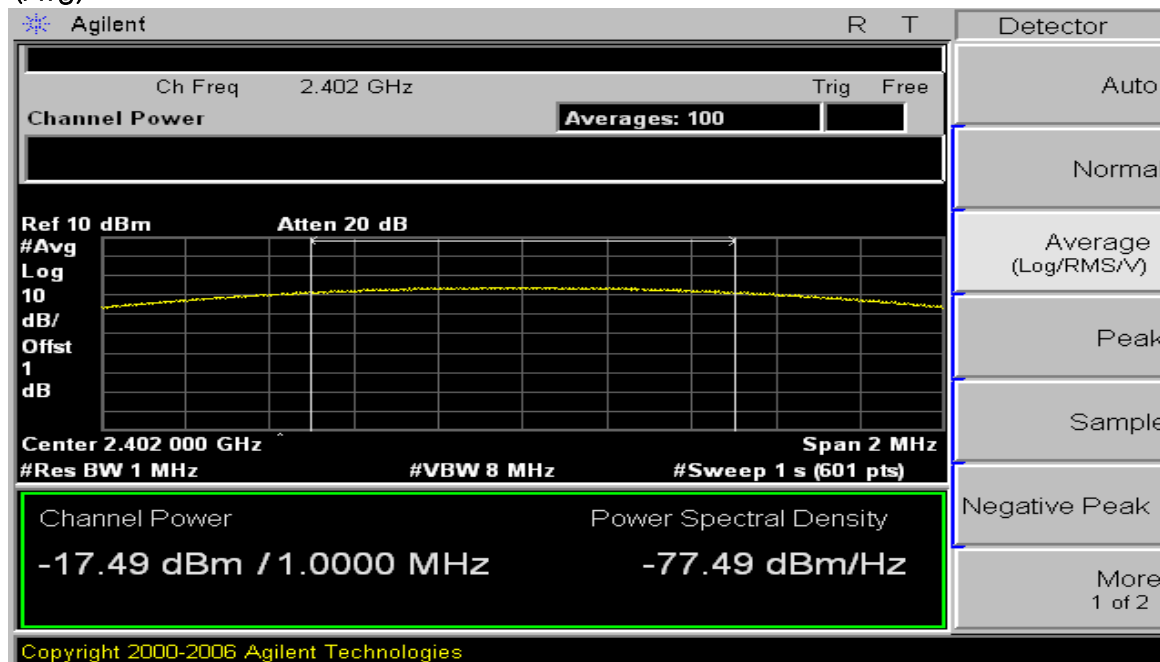 Agilent R T Detector
Ch Freq 2.402 GHz Trig Free
Channel Power Averages: 100
Auto
Normal
Ref 10 dBm Atten 20 dB
#Avg
Log
10
dB/
Offst
1
dB
Average
(Log/RMS/V)
Peak
Sample
Center 2.402 000 GHz Span 2 MHz
#Res BW 1 MHz #VBW 8 MHz #Sweep 1 s (601 pts)
Negative Peak
Channel Power Power Spectral Density
-17.49 dBm / 1.0000 MHz -77.49 dBm/Hz
More
1 of 2
Copyright 2000-2006 Agilent Technologies